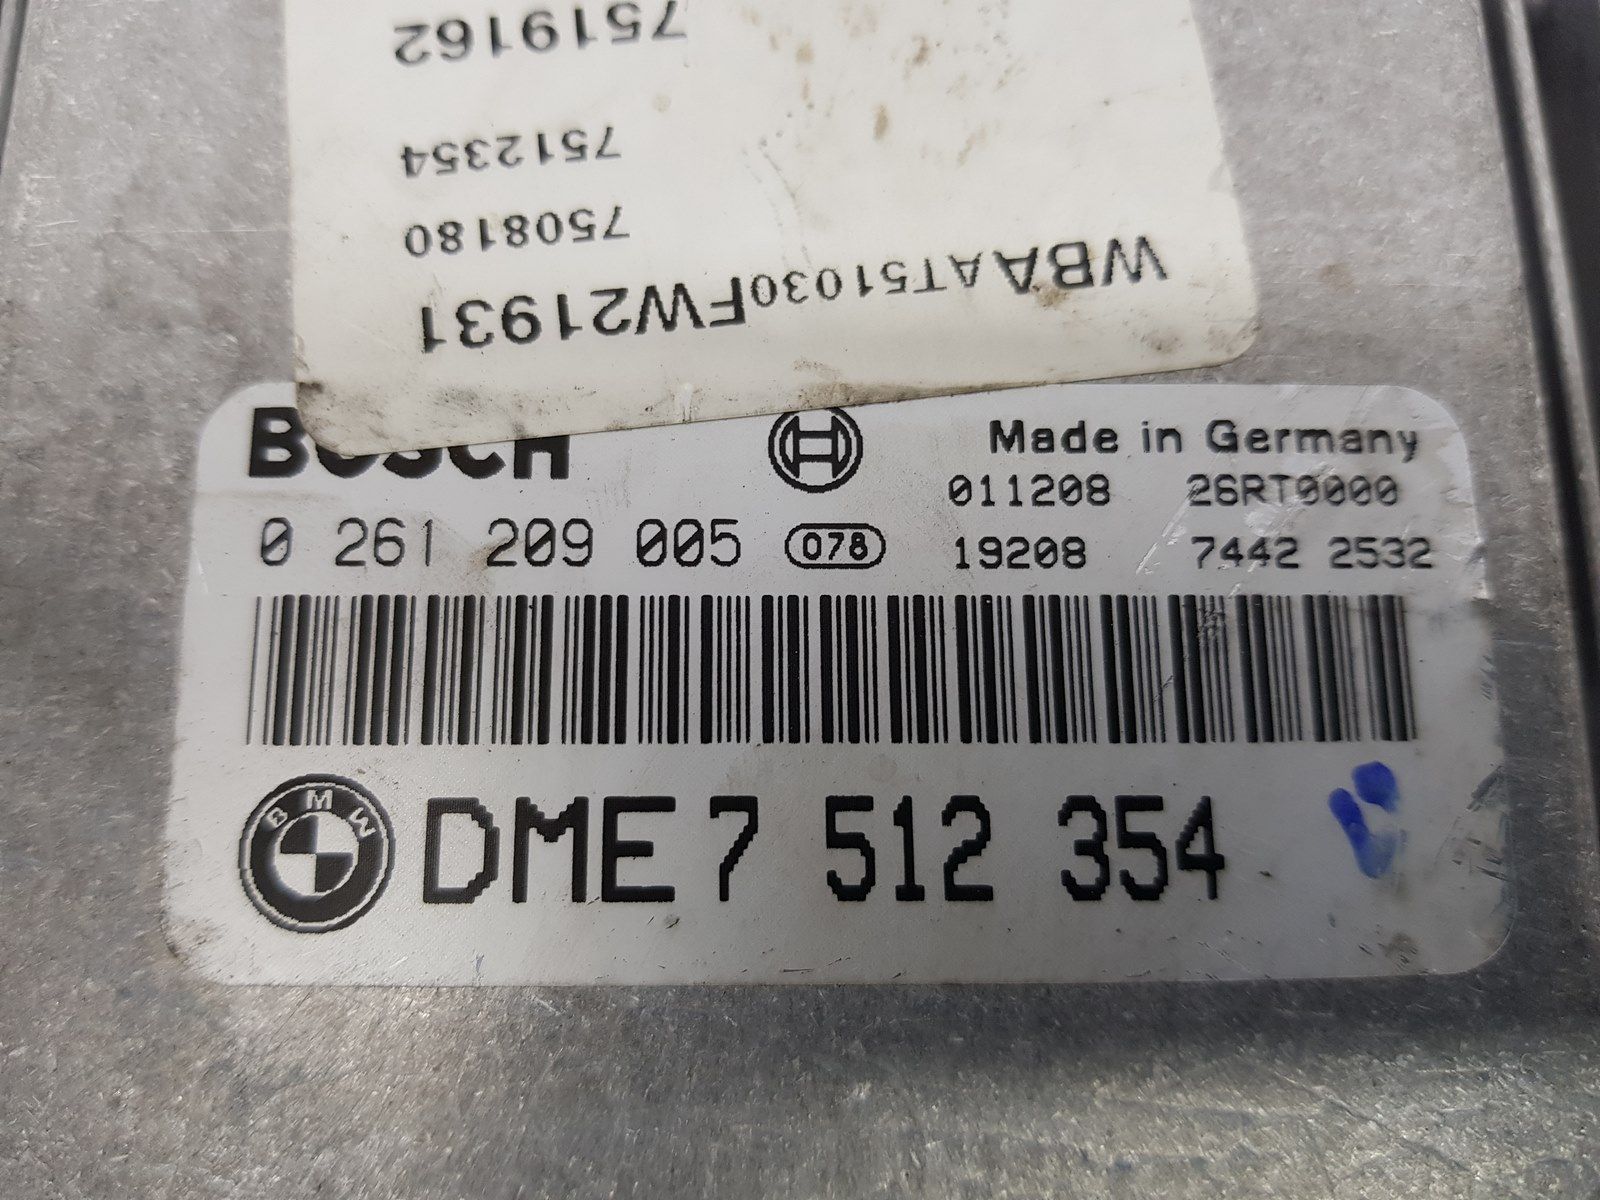 7519162
7512354
7508180
WBAAT51030FW21931
BOSCH
Made in Germany
011208 26RT0000
0 261 209 005 078 19208 7442 2532
BMW
DME 7 512 354